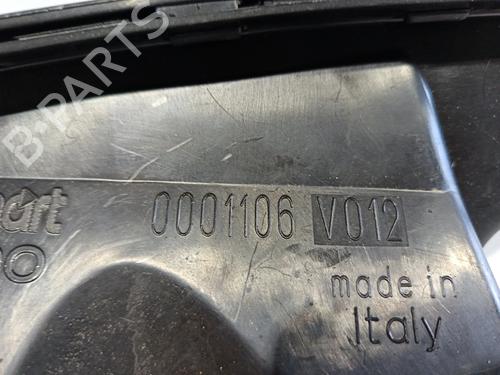 B-PARTS
0001106 V012
made in
Italy